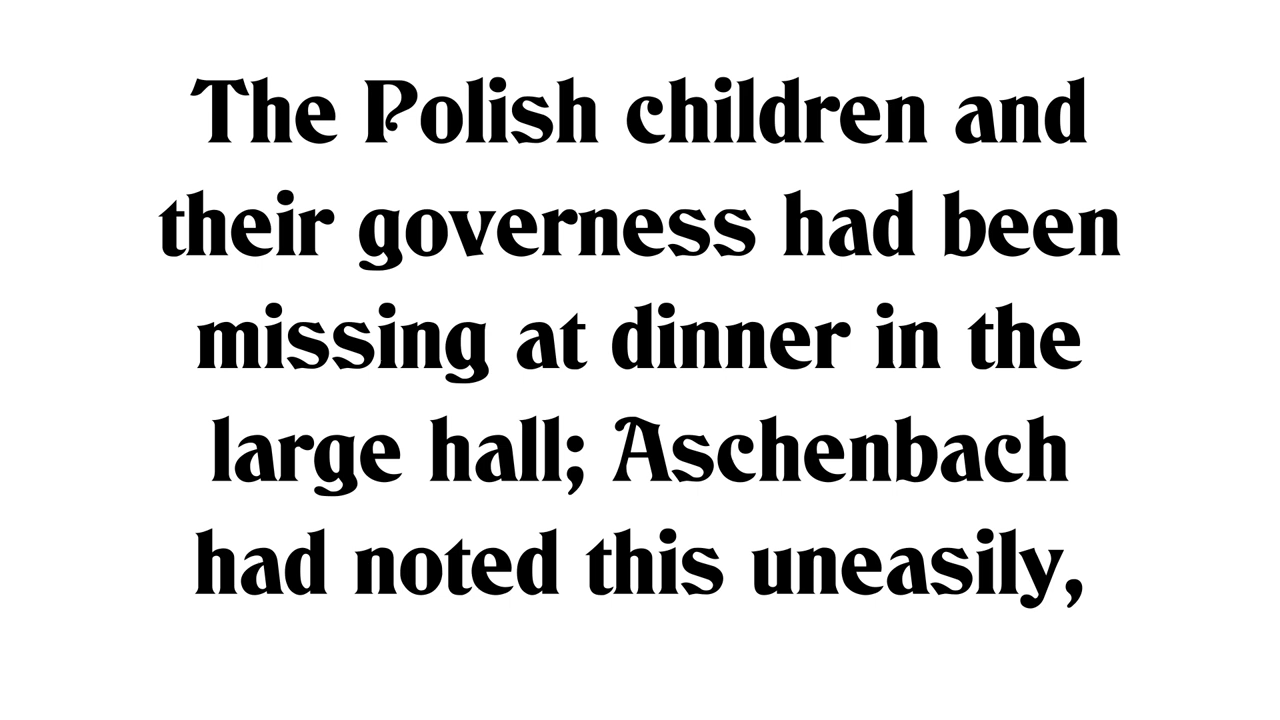 The Polish children and
their governess had been
missing at dinner in the
large hall; Aschenbach
had noted this uneasily,